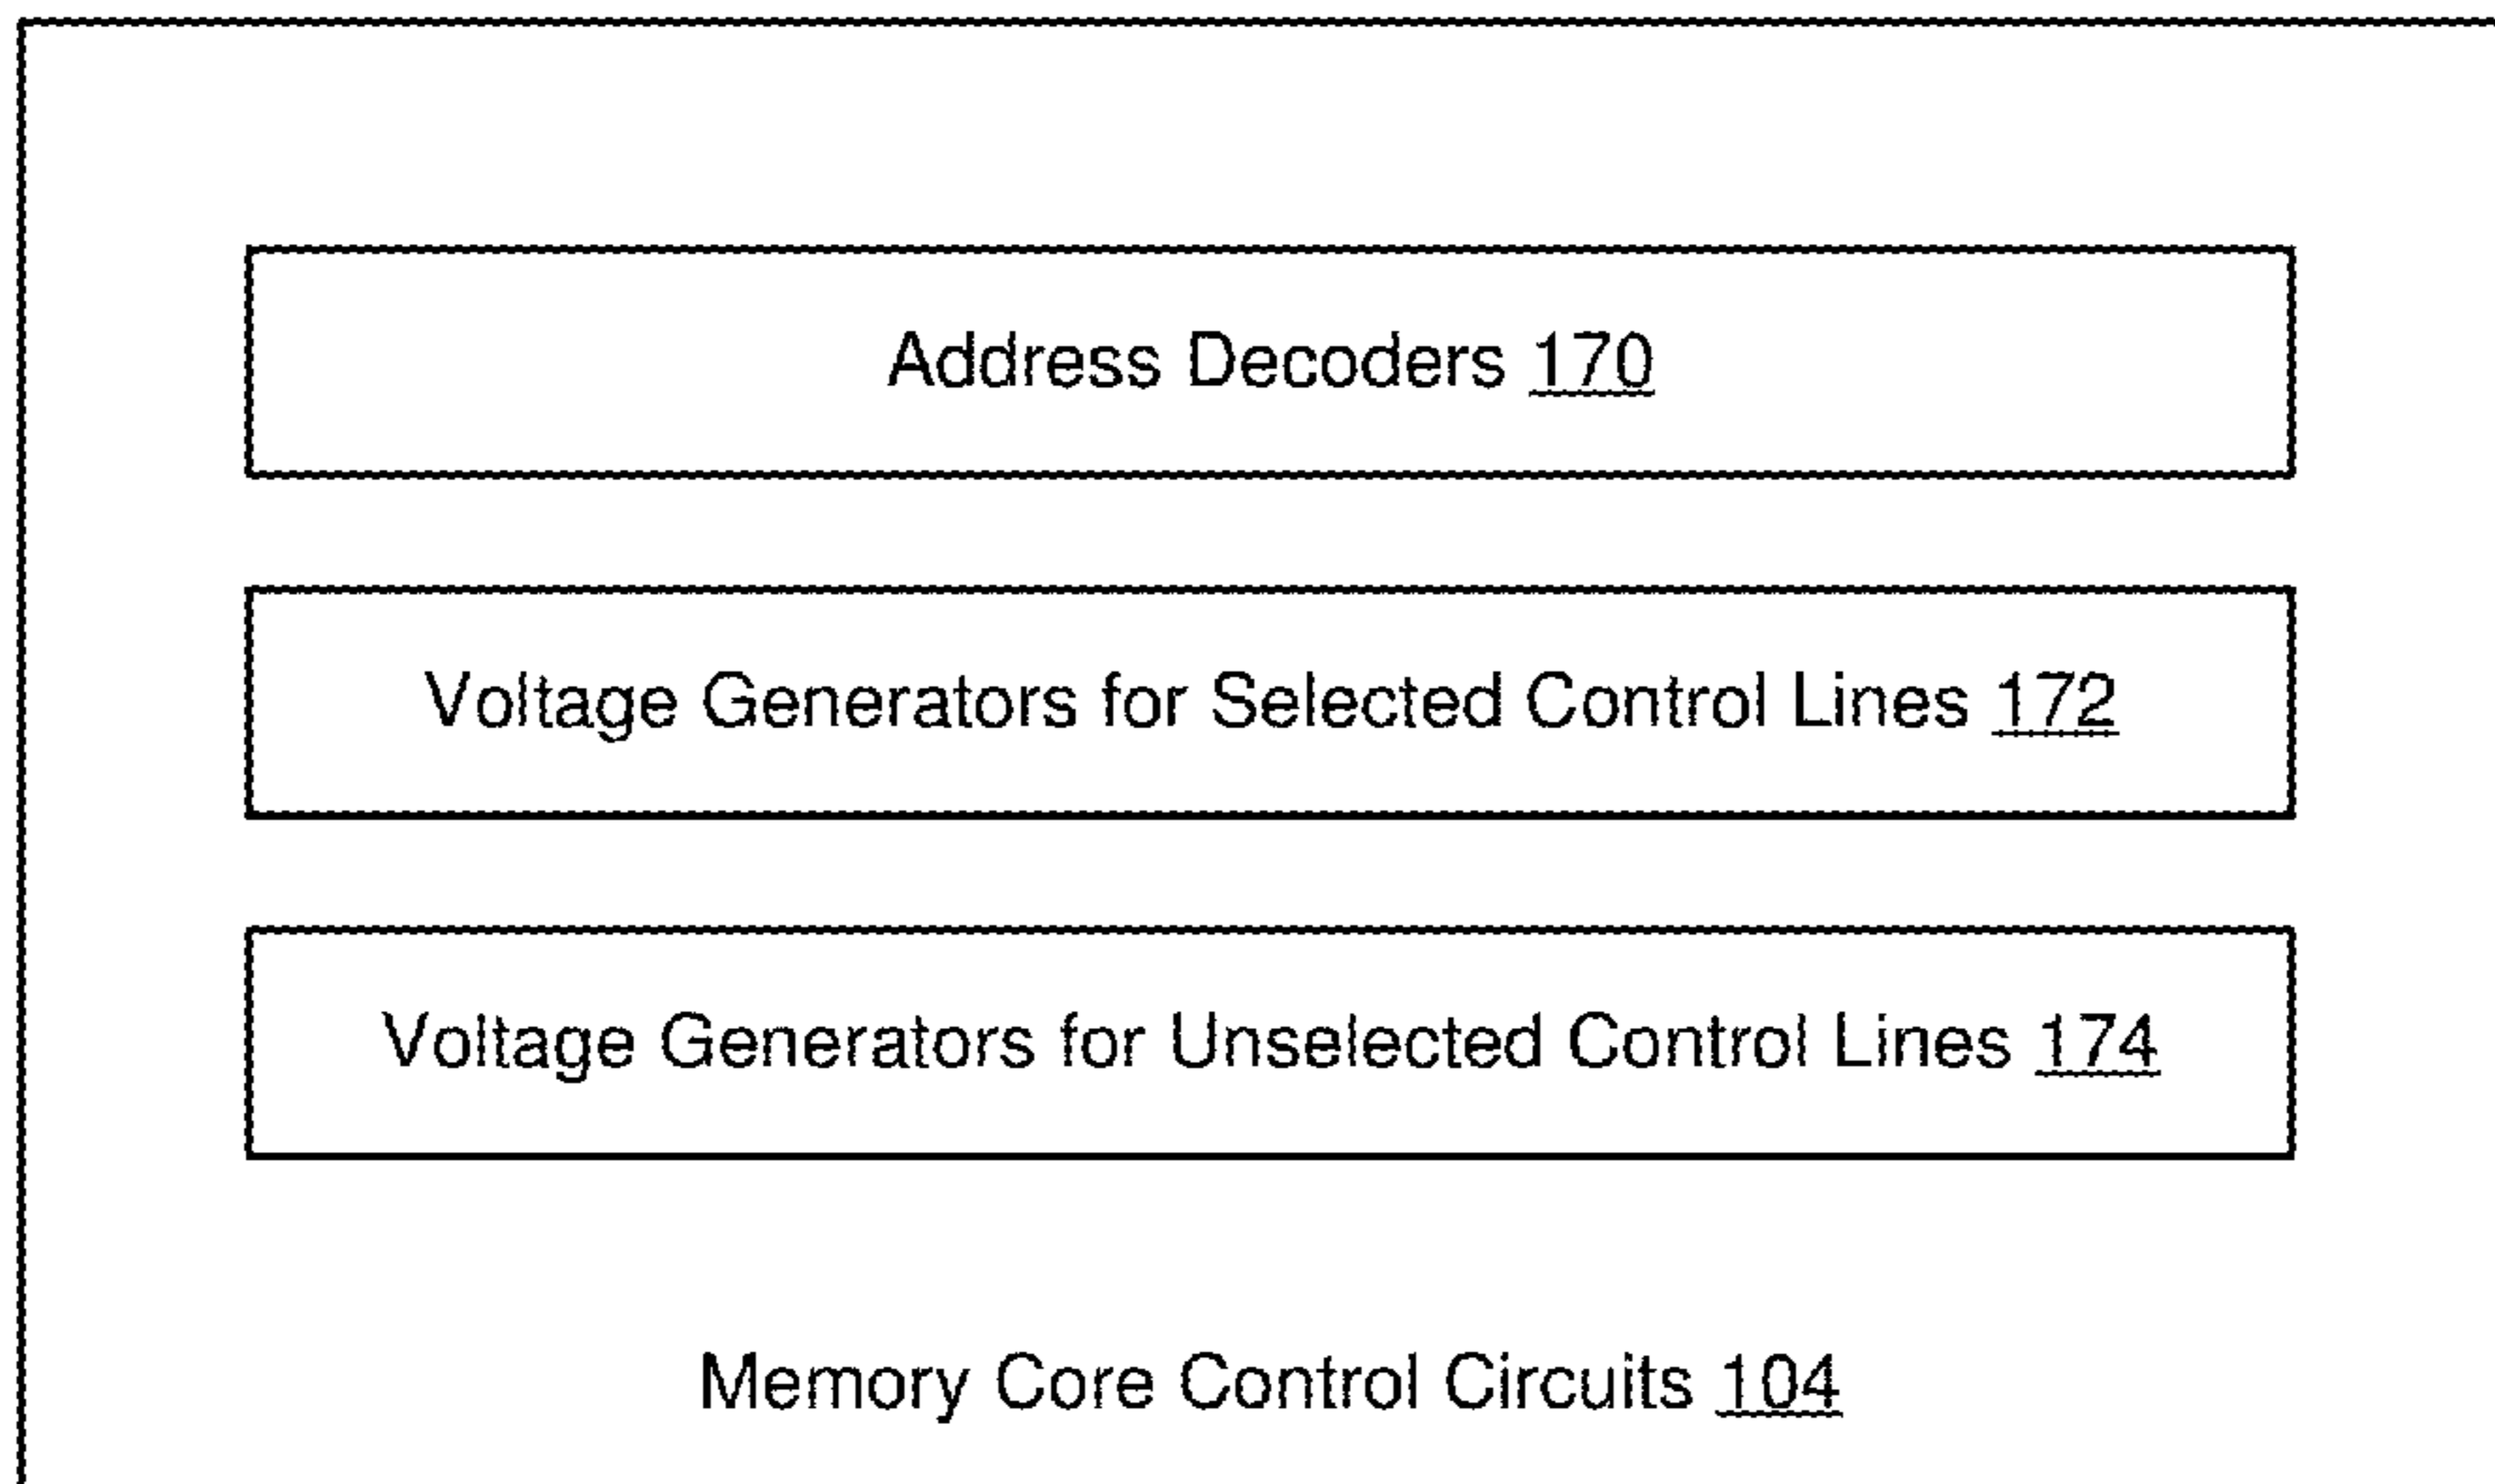 Address Decoders 170
Voltage Generators for Selected Control Lines 172
Voltage Generators for Unselected Control Lines 174
Memory Core Control Circuits 104